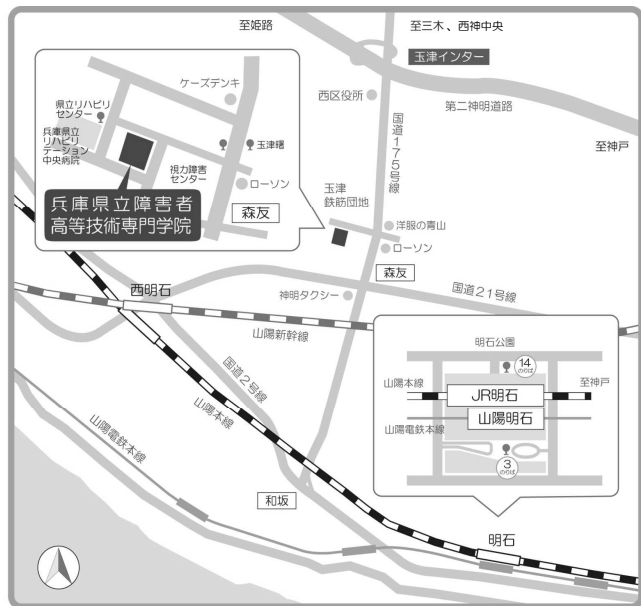 至姫路
至三木、西神中央
玉津インター
ケーズデンキ
西区役所
国道175号線
第二神明道路
至神戸
県立リハビリ
センター
兵庫県立
リハビリ
テーション
中央病院
玉津曙
視力障害
センター
ローソン
森友
兵庫県立障害者
高等技術専門学院
玉津
鉄筋団地
洋服の青山
ローソン
森友
西明石
神明タクシー
国道21号線
山陽新幹線
国道2号線
山陽本線
山陽電鉄本線
和坂
明石公園
14
のりば
山陽本線
至神戸
JR明石
山陽明石
山陽電鉄本線
3
のりば
明石